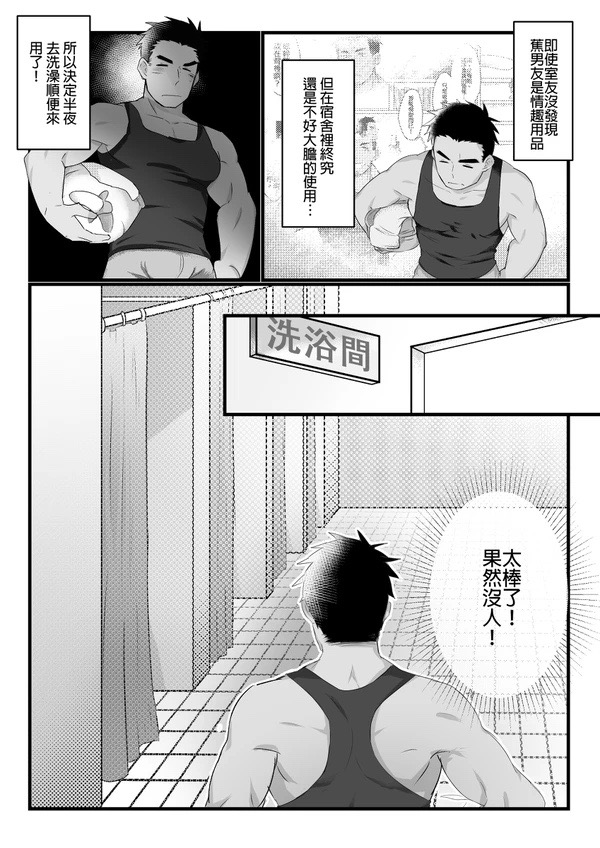 即使室友沒發現
蕉男友是情趣用品
但在宿舍裡終究
還是不好大膽的使用…
所以決定半夜
去洗澡順便來
用了！
洗浴間
太棒了！
果然沒人！